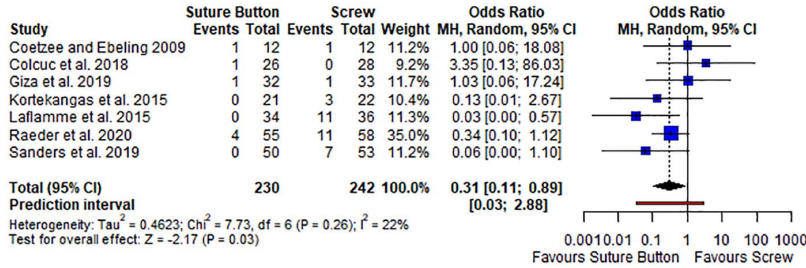 Suture Button Screw Odds Ratio Odds Ratio
Study Events Total Events Total Weight MH, Random, 95% CI MH, Random, 95% CI
Coetzee and Ebeling 2009 1 12 1 12 11.2% 1.00 [0.06; 18.08]
Colcuc et al. 2018 1 26 0 28 9.2% 3.35 [0.13; 86.03]
Giza et al. 2019 1 32 1 33 11.2% 1.03 [0.06; 17.24]
Kortekangas et al. 2015 0 21 3 22 10.4% 0.13 [0.01; 2.67]
Laflamme et al. 2015 0 34 11 36 11.8% 0.03 [0.00; 0.57]
Raeder et al. 2020 4 55 11 58 35.0% 0.34 [0.10; 1.12]
Sanders et al. 2019 0 50 7 53 11.2% 0.06 [0.00; 1.10]
Total (95% CI) 230 242 100.0% 0.31 [0.11; 0.89]
Prediction interval [0.03; 2.88]
Heterogeneity: Tau² = 0.4623; Chi² = 7.73, df = 6 (P = 0.26); I² = 22%
Test for overall effect: Z = -2.17 (P = 0.03)
0.001 0.01 0.1 1 10 100 1000
Favours Suture Button Favours Screw